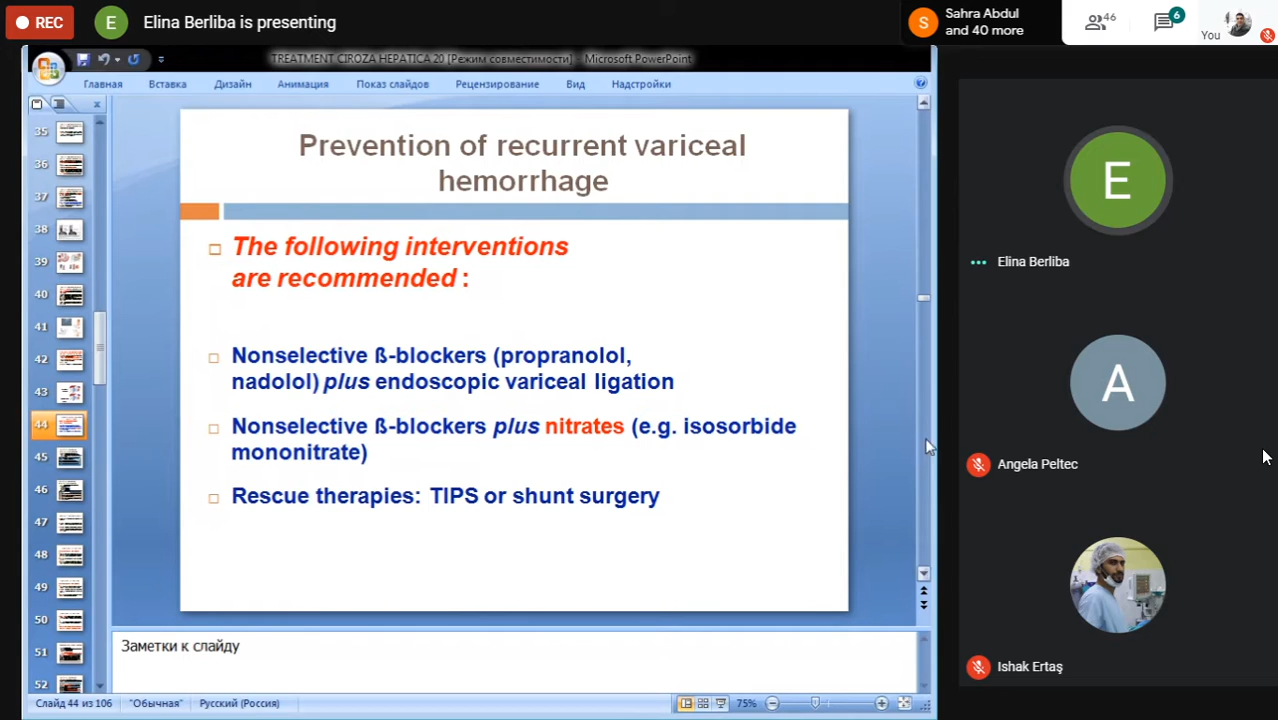 REC
E
Elina Berliba is presenting
S
Sahra Abdul
and 40 more
46
6
You
TREATMENT CIROZA HEPATICA 20 [Режим совместимости] - Microsoft PowerPoint
Главная
Вставка
Дизайн
Анимация
Показ слайдов
Рецензирование
Вид
Надстройки
35
36
37
38
39
40
41
42
43
44
45
46
47
48
49
50
51
52
Prevention of recurrent variceal
hemorrhage
The following interventions
are recommended :
Nonselective ß-blockers (propranolol,
nadolol) plus endoscopic variceal ligation
Nonselective ß-blockers plus nitrates (e.g. isosorbide
mononitrate)
Rescue therapies: TIPS or shunt surgery
Заметки к слайду
Слайд 44 из 106
"Обычная"
Русский (Россия)
75%
E
Elina Berliba
A
Angela Peltec
Ishak Ertaş